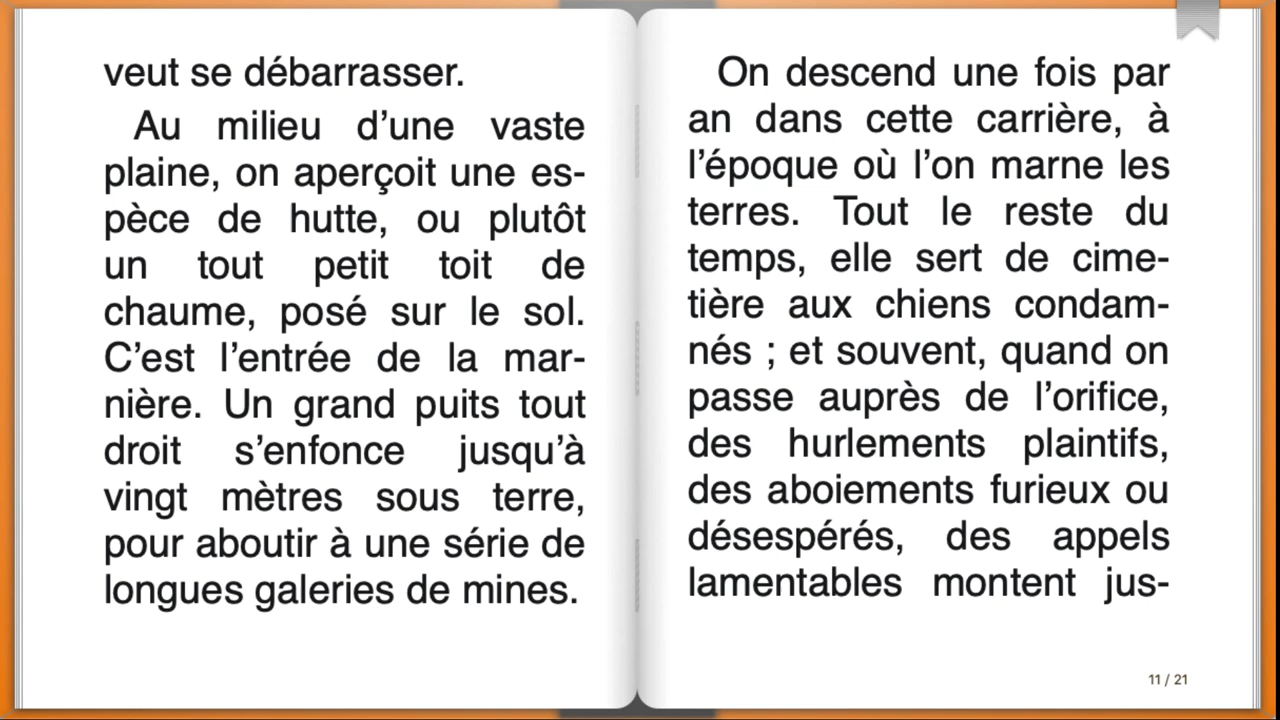 veut se débarrasser.
Au milieu d’une vaste
plaine, on aperçoit une es-
pèce de hutte, ou plutôt
un tout petit toit de
chaume, posé sur le sol.
C’est l’entrée de la mar-
nière. Un grand puits tout
droit s’enfonce jusqu’à
vingt mètres sous terre,
pour aboutir à une série de
longues galeries de mines.
On descend une fois par
an dans cette carrière, à
l’époque où l’on marne les
terres. Tout le reste du
temps, elle sert de cime-
tière aux chiens condam-
nés ; et souvent, quand on
passe auprès de l’orifice,
des hurlements plaintifs,
des aboiements furieux ou
désespérés, des appels
lamentables montent jus-
11 / 21